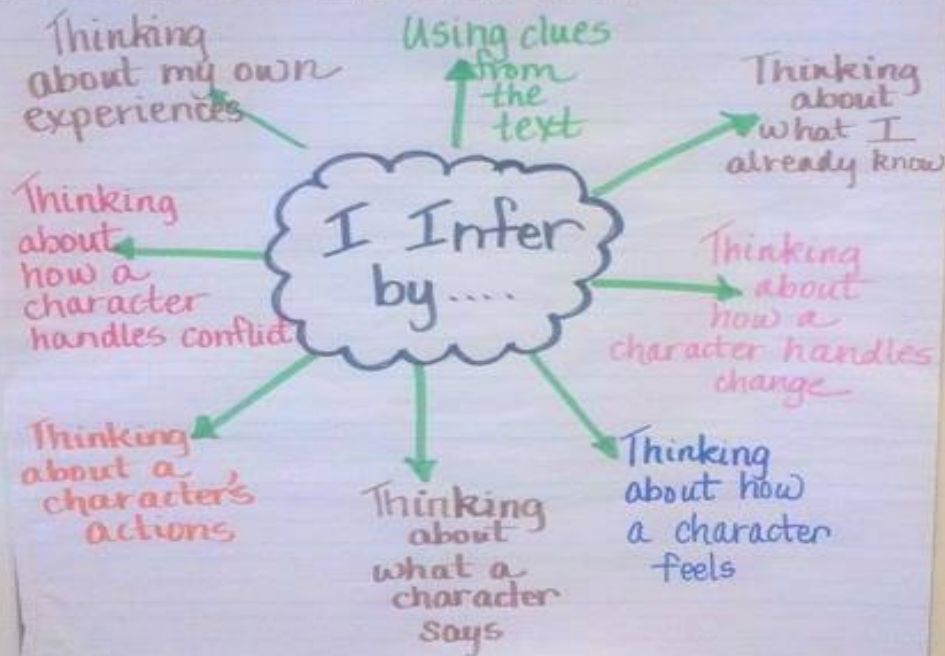 I Infer
by....
Thinking
about my own
experiences
Using clues
from
the
text
Thinking
about
what I
already know
Thinking
about
how a
character handles
change
Thinking
about how
a character
feels
Thinking
about
what a
character
says
Thinking
about a
character's
actions
Thinking
about
how a
character
handles conflict